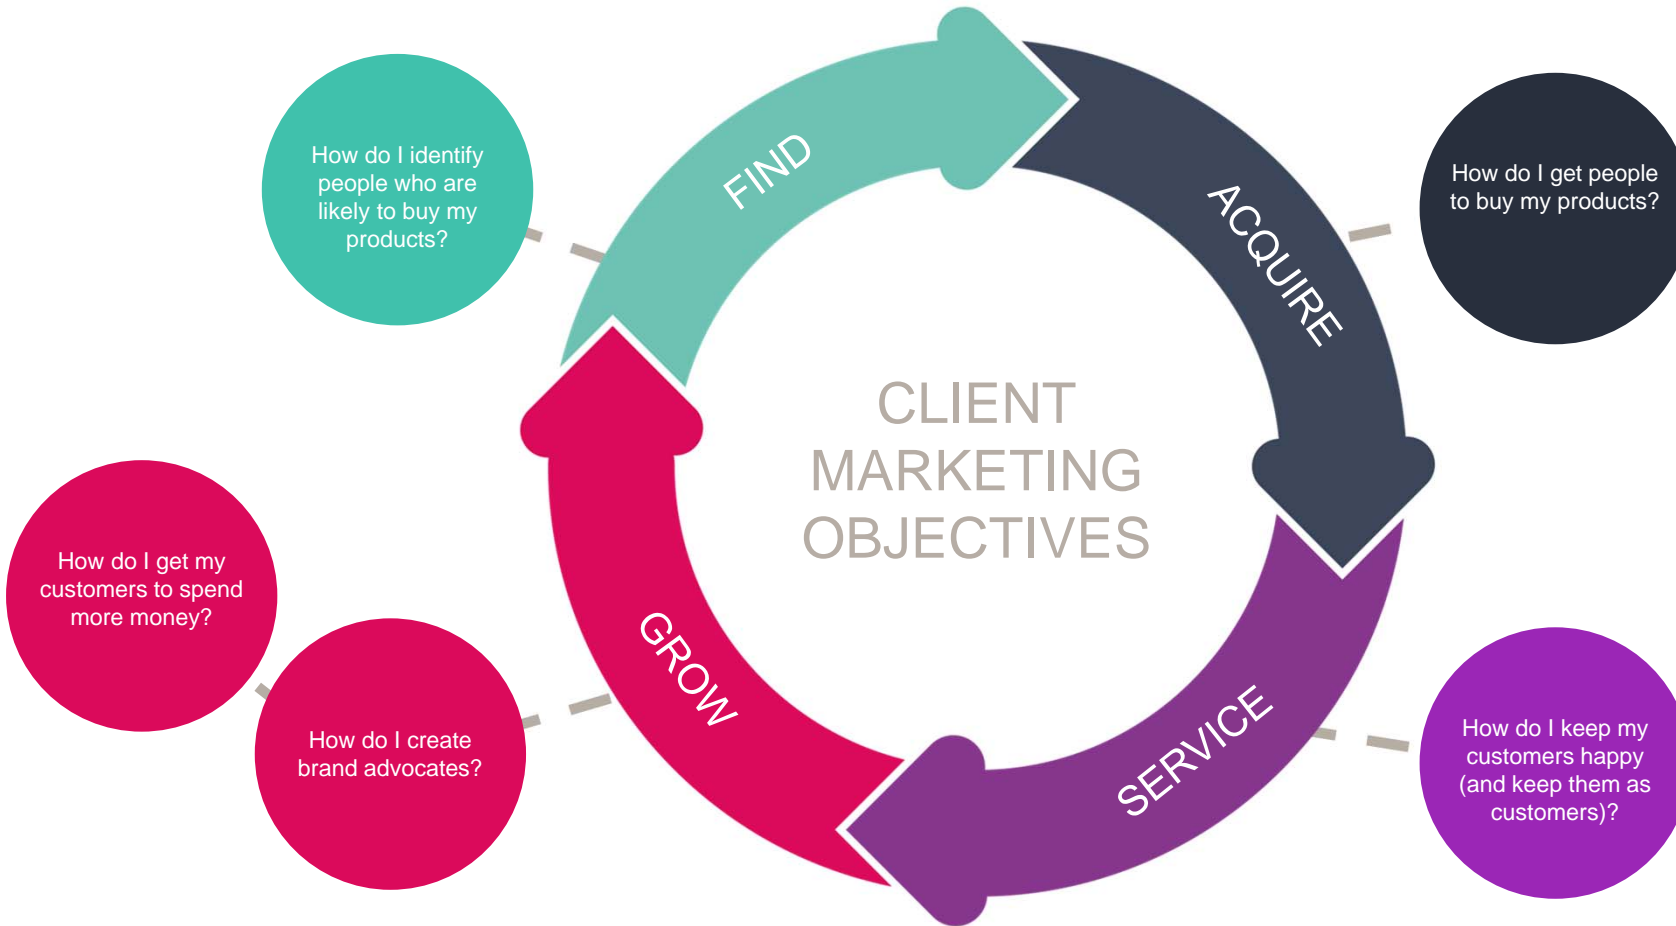 How do I identify
people who are
likely to buy my
products?
FIND
ACQUIRE
How do I get people
to buy my products?
CLIENT
MARKETING
OBJECTIVES
How do I get my
customers to spend
more money?
GROW
How do I create
brand advocates?
SERVICE
How do I keep my
customers happy
(and keep them as
customers)?